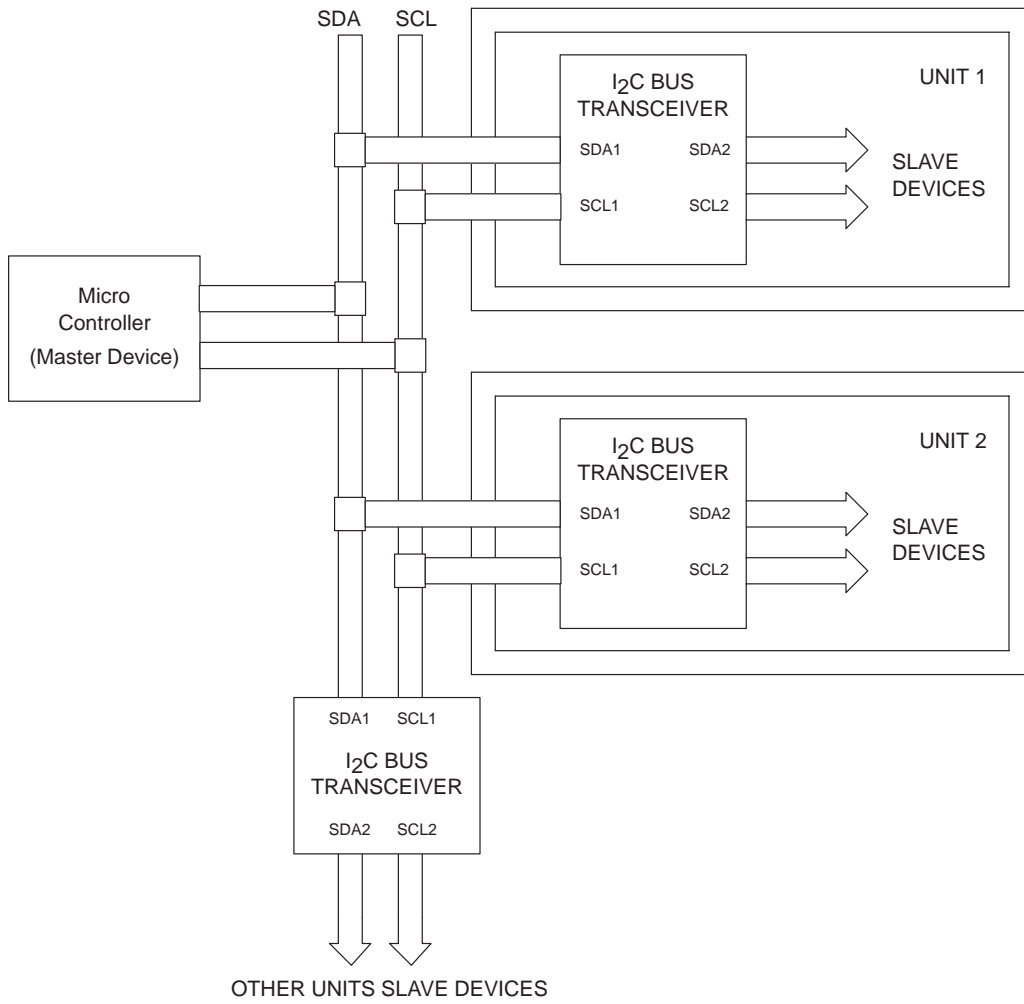 SDA SCL
I2C BUS
TRANSCEIVER
UNIT 1
SDA1 SDA2
SCL1 SCL2
SLAVE
DEVICES
Micro
Controller
(Master Device)
I2C BUS
TRANSCEIVER
UNIT 2
SDA1 SDA2
SCL1 SCL2
SLAVE
DEVICES
SDA1 SCL1
I2C BUS
TRANSCEIVER
SDA2 SCL2
OTHER UNITS SLAVE DEVICES